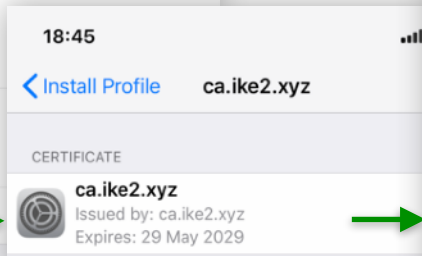 18:45
Install Profile ca.ike2.xyz
CERTIFICATE
ca.ike2.xyz
Issued by: ca.ike2.xyz
Expires: 29 May 2029